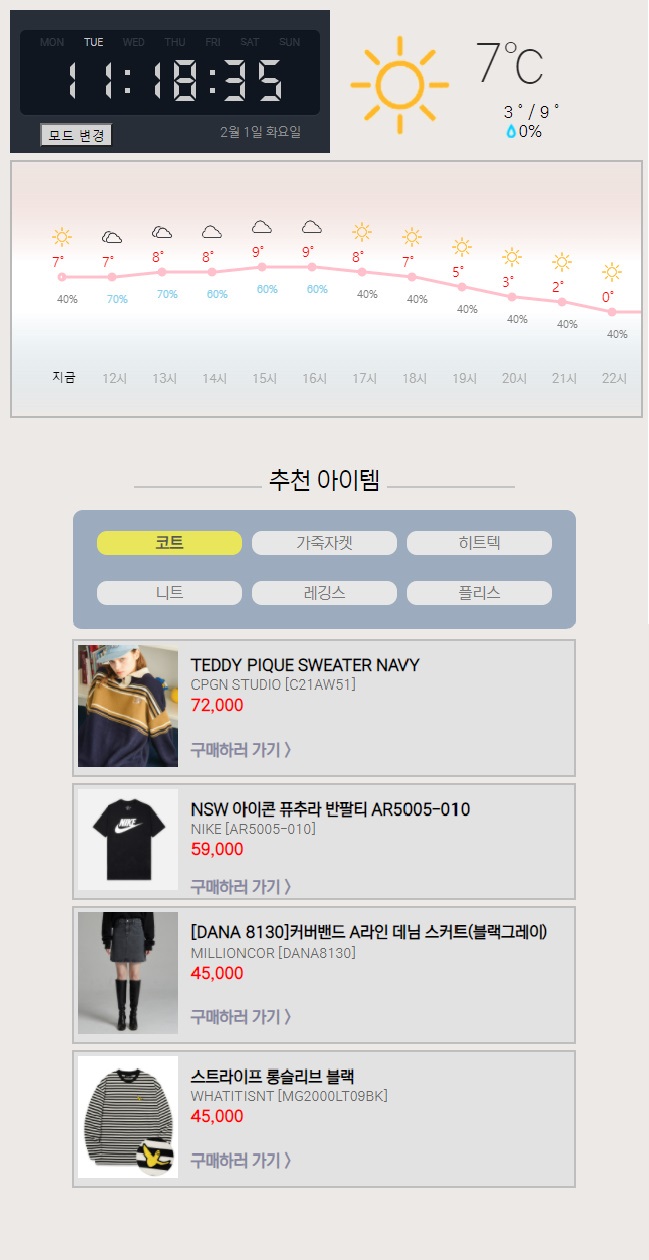 MON TUE WED THU FRI SAT SUN
11:18:35
모드 변경
2월 1일 화요일
7℃
3 ˚ / 9 ˚
0%
7˚ 7˚ 8˚ 8˚ 9˚ 9˚ 8˚ 7˚ 5˚ 3˚ 2˚ 0˚
40% 70% 70% 60% 60% 60% 40% 40% 40% 40% 40% 40%
지금 12시 13시 14시 15시 16시 17시 18시 19시 20시 21시 22시
추천 아이템
코트 가죽자켓 히트텍
니트 레깅스 플리스
TEDDY PIQUE SWEATER NAVY
CPGN STUDIO [C21AW51]
72,000
구매하러 가기 〉
NIKE
NSW 아이콘 퓨추라 반팔티 AR5005-010
NIKE [AR5005-010]
59,000
구매하러 가기 〉
[DANA 8130]커버밴드 A라인 데님 스커트(블랙그레이)
MILLIONCOR [DANA8130]
45,000
구매하러 가기 〉
스트라이프 롱슬리브 블랙
WHATITISNT [MG2000LT09BK]
45,000
구매하러 가기 〉